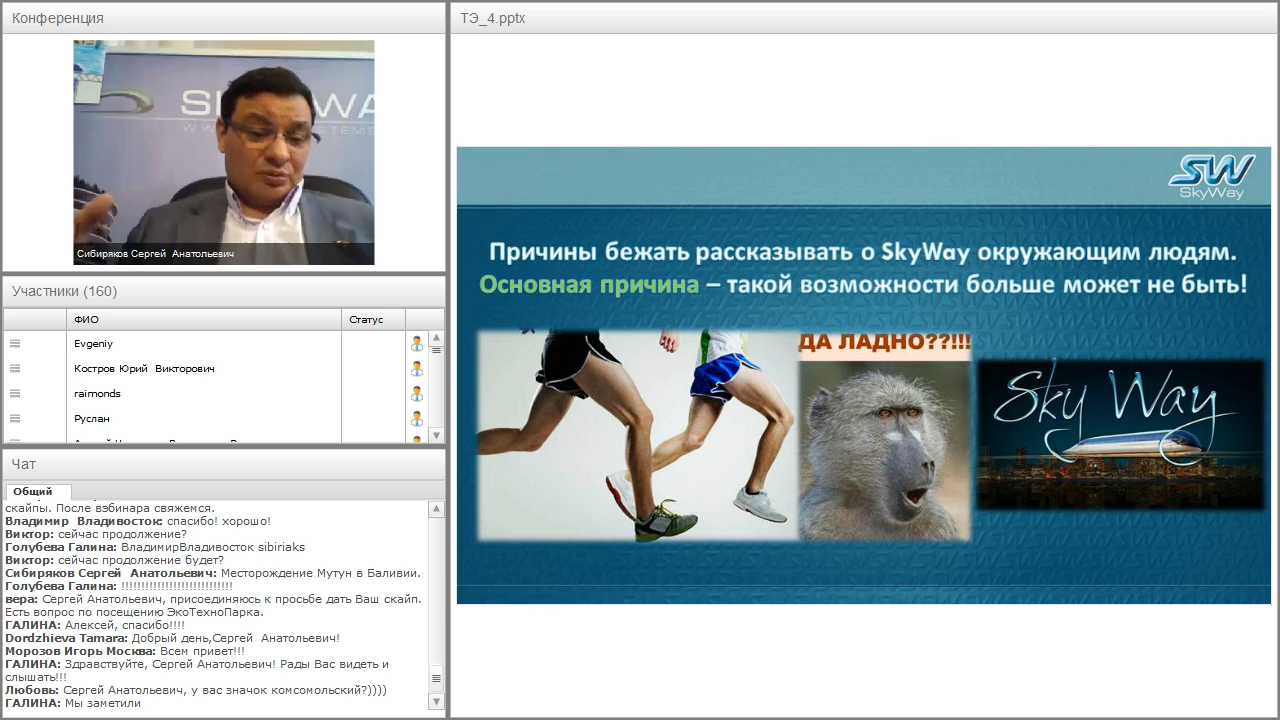 Конференция
SKYWAY
Сибиряков Сергей Анатольевич
Участники (160)
ФИО
Статус
Evgeniy
Костров Юрий Викторович
raimonds
Руслан
Чат
Общий
скайпы. После вэбинара свяжемся.
Владимир Владивосток: спасибо! хорошо!
Виктор: сейчас продолжение?
Голубева Галина: ВладимирВладивосток sibiriaks
Виктор: сейчас продолжение будет?
Сибиряков Сергей Анатольевич: Месторождение Мутун в Баливии.
Голубева Галина: !!!!!!!!!!!!!!!!!!!!!!!!!!!!
вера: Сергей Анатольевич, присоединяюсь к просьбе дать Ваш скайп.
Есть вопрос по посещению ЭкоТехноПарка.
ГАЛИНА: Алексей, спасибо!!!!
Dordzhieva Tamara: Добрый день,Сергей Анатольевич!
Морозов Игорь Москва: Всем привет!!!
ГАЛИНА: Здравствуйте, Сергей Анатольевич! Рады Вас видеть и
слышать!!!
Любовь: Сергей Анатольевич, у вас значок комсомольский?))))
ГАЛИНА: Мы заметили
ТЭ_4.pptx
SW
SkyWay
Причины бежать рассказывать о SkyWay окружающим людям.
Основная причина – такой возможности больше может не быть!
ДА ЛАДНО??!!!
Sky Way